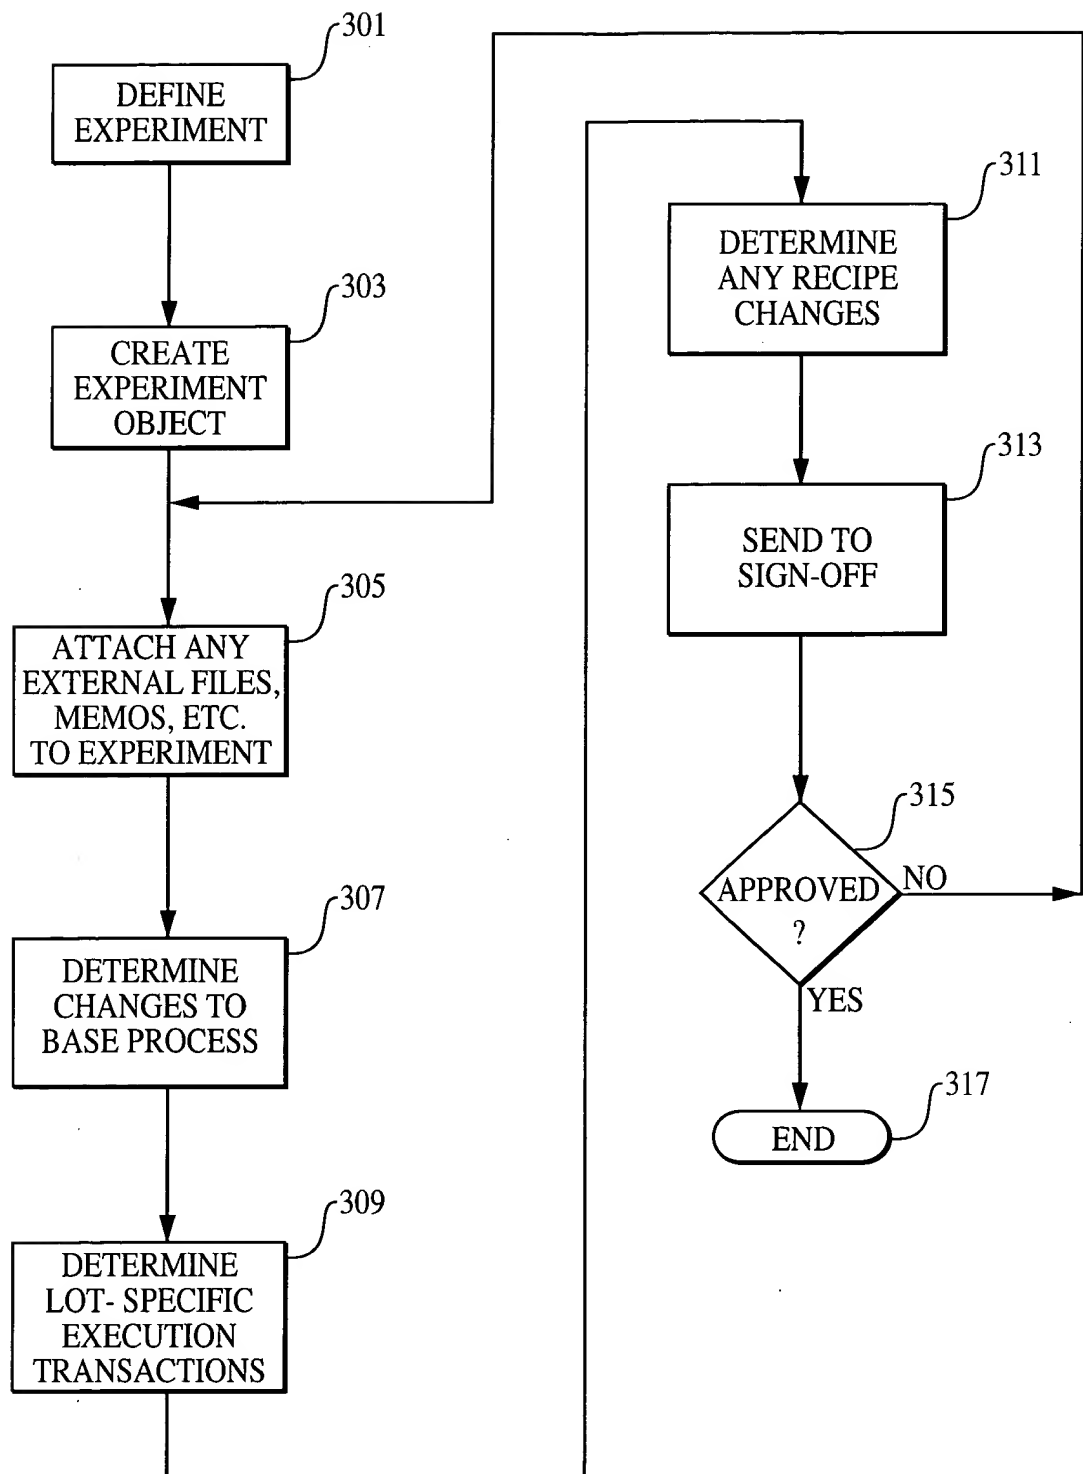 301
DEFINE
EXPERIMENT
303
CREATE
EXPERIMENT
OBJECT
305
ATTACH ANY
EXTERNAL FILES,
MEMOS, ETC.
TO EXPERIMENT
307
DETERMINE
CHANGES TO
BASE PROCESS
309
DETERMINE
LOT- SPECIFIC
EXECUTION
TRANSACTIONS
311
DETERMINE
ANY RECIPE
CHANGES
313
SEND TO
SIGN-OFF
315
APPROVED
?
NO
YES
317
END